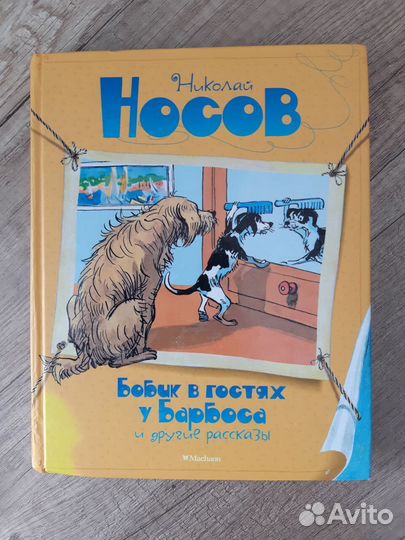 Николай
Носов
Бобик в гостях
у Барбоса
и другие рассказы
Machaon
Avito